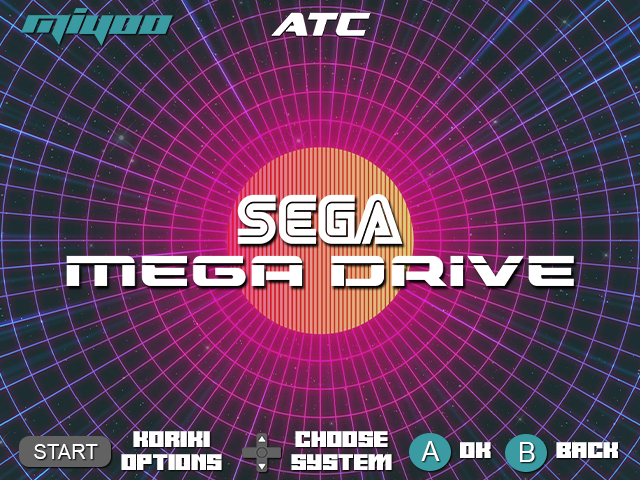 miyoo
ATC
SEGA
MEGA DRIVE
START
KORIKI
OPTIONS
CHOOSE
SYSTEM
A
OK
B
BACK